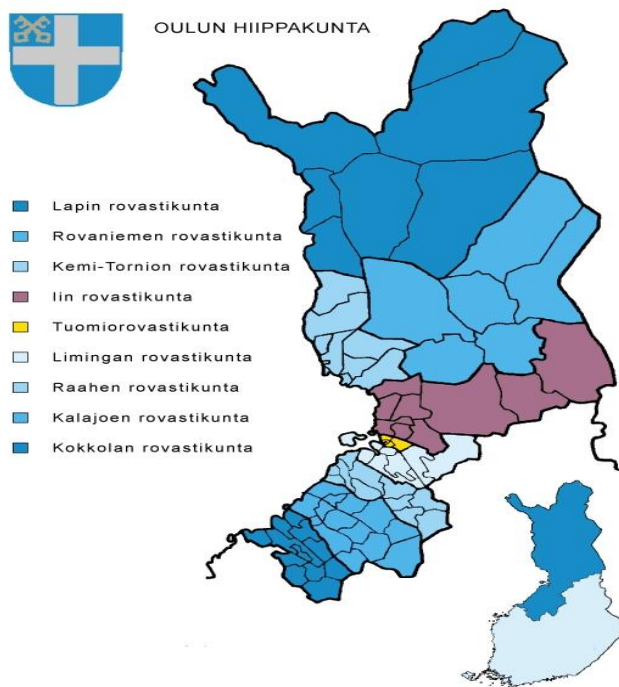 OULUN HIIPPAKUNTA
Lapin rovastikunta
Rovaniemen rovastikunta
Kemi-Tornion rovastikunta
Iin rovastikunta
Tuomiorovastikunta
Limingan rovastikunta
Raahen rovastikunta
Kalajoen rovastikunta
Kokkolan rovastikunta